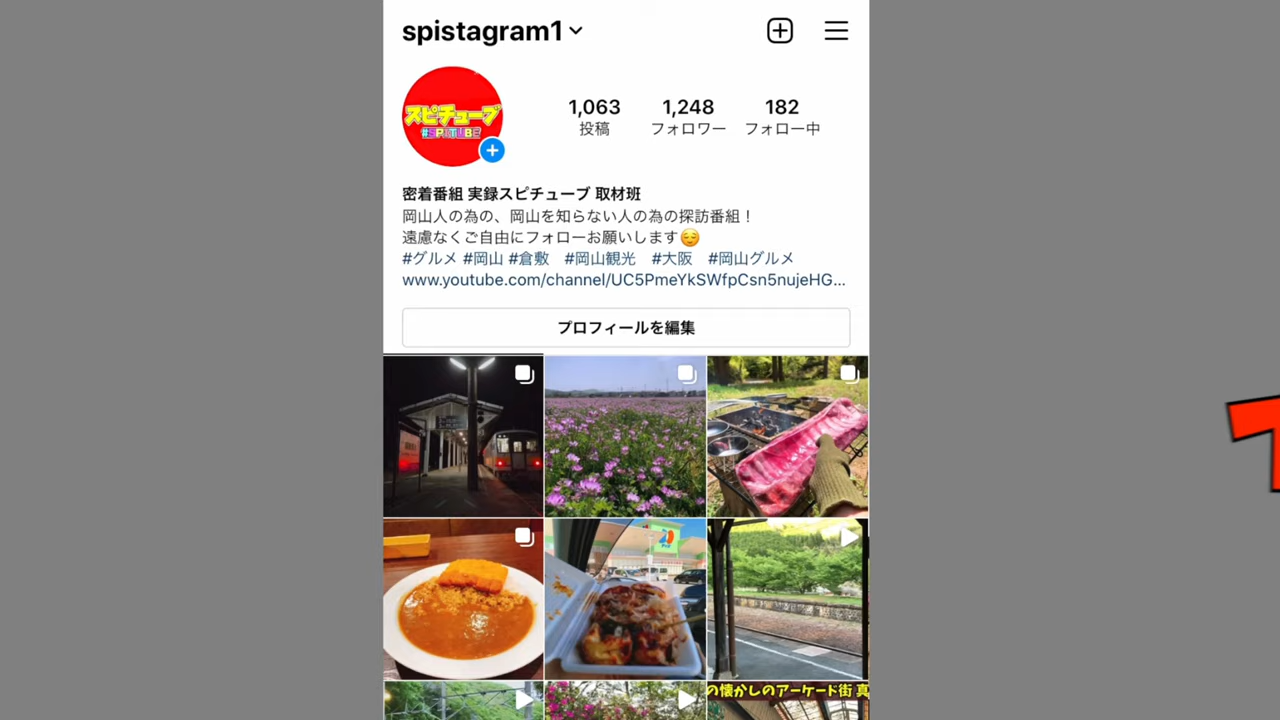 spistagram1
スピチューブ
#SPITUBE
1,063
投稿
1,248
フォロワー
182
フォロー中
密着番組 実録スピチューブ 取材班
岡山人の為の、岡山を知らない人の為の探訪番組！
遠慮なくご自由にフォローお願いします😌
#グルメ #岡山 #倉敷 #岡山観光 #大阪 #岡山グルメ
www.youtube.com/channel/UC5PmeYkSWfpCsn5nujeHG...
プロフィールを編集
の懐かしのアーケード街 真